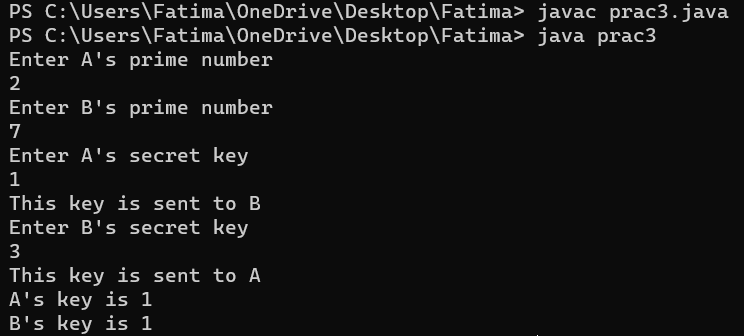 PS C:\Users\Fatima\OneDrive\Desktop\Fatima> javac prac3.java
PS C:\Users\Fatima\OneDrive\Desktop\Fatima> java prac3
Enter A's prime number
2
Enter B's prime number
7
Enter A's secret key
1
This key is sent to B
Enter B's secret key
3
This key is sent to A
A's key is 1
B's key is 1